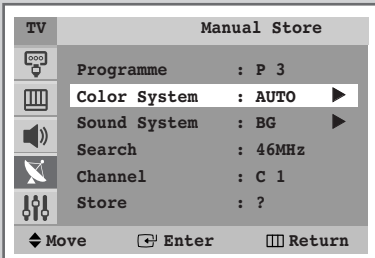 TV Manual Store
Programme : P 3
Color System : AUTO ▶
Sound System : BG ▶
Search : 46MHz
Channel : C 1
Store : ?
Move Enter Return